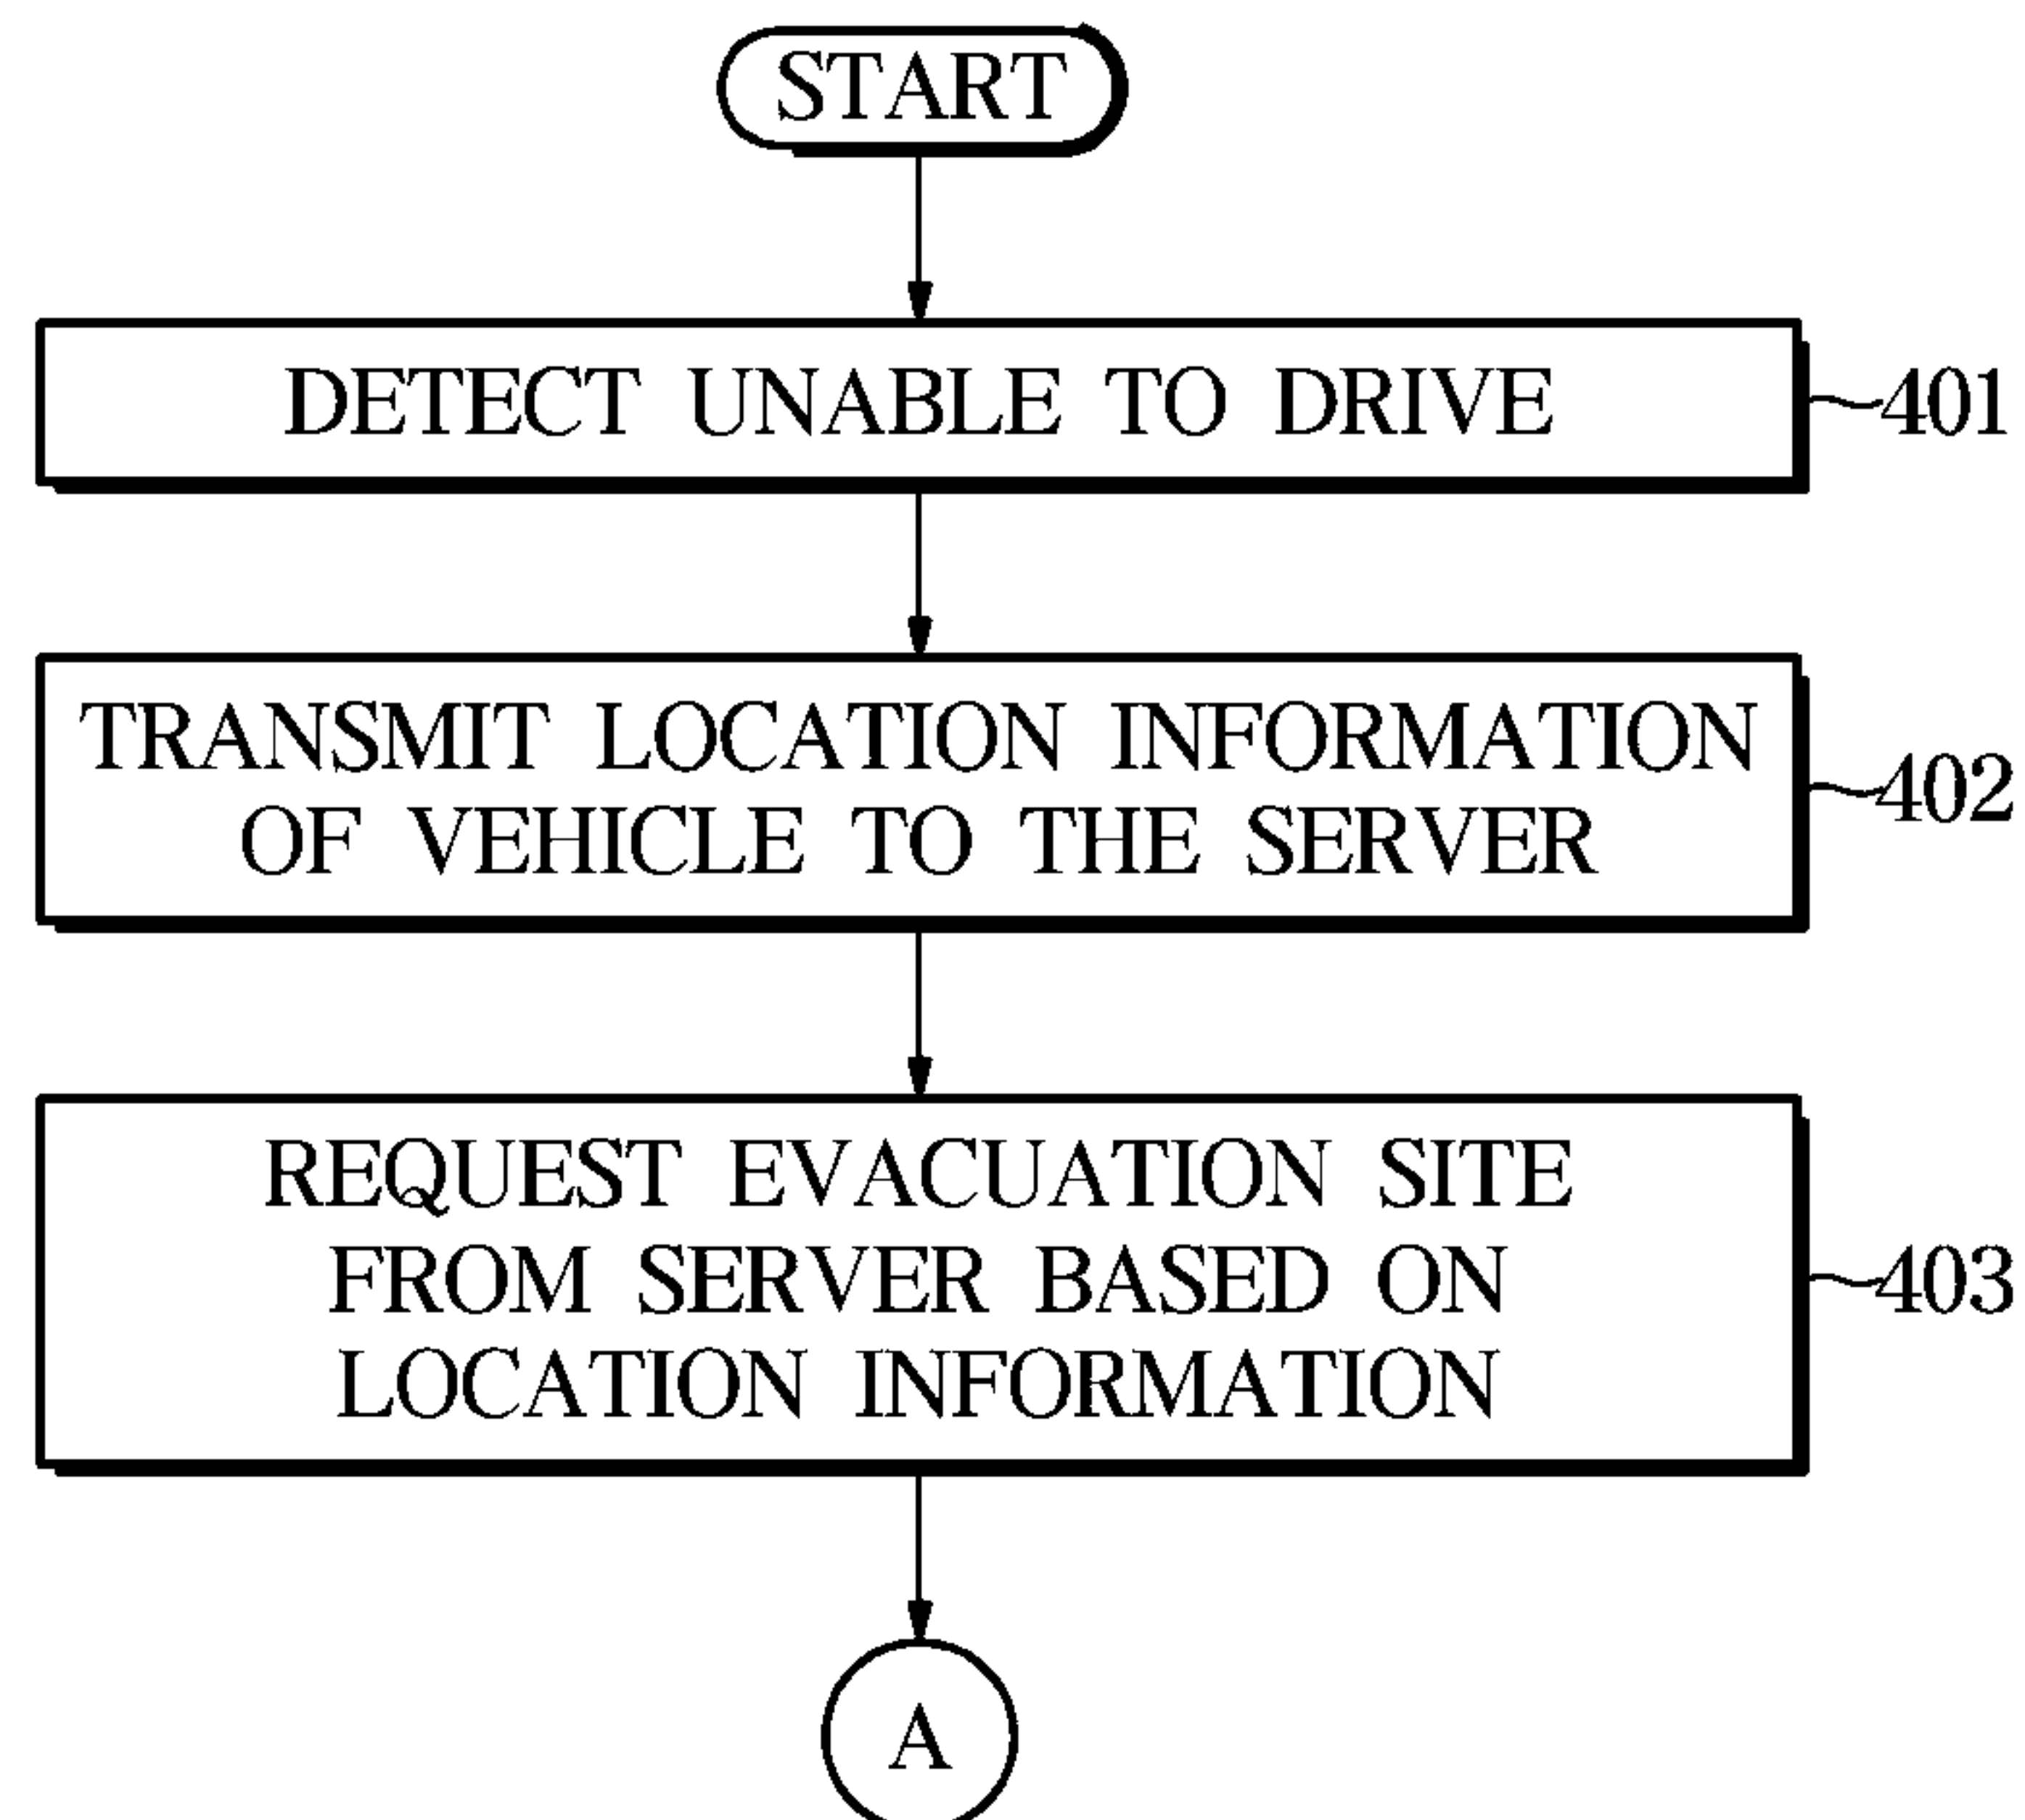 START
DETECT UNABLE TO DRIVE
401
TRANSMIT LOCATION INFORMATION
OF VEHICLE TO THE SERVER
402
REQUEST EVACUATION SITE
FROM SERVER BASED ON
LOCATION INFORMATION
403
A